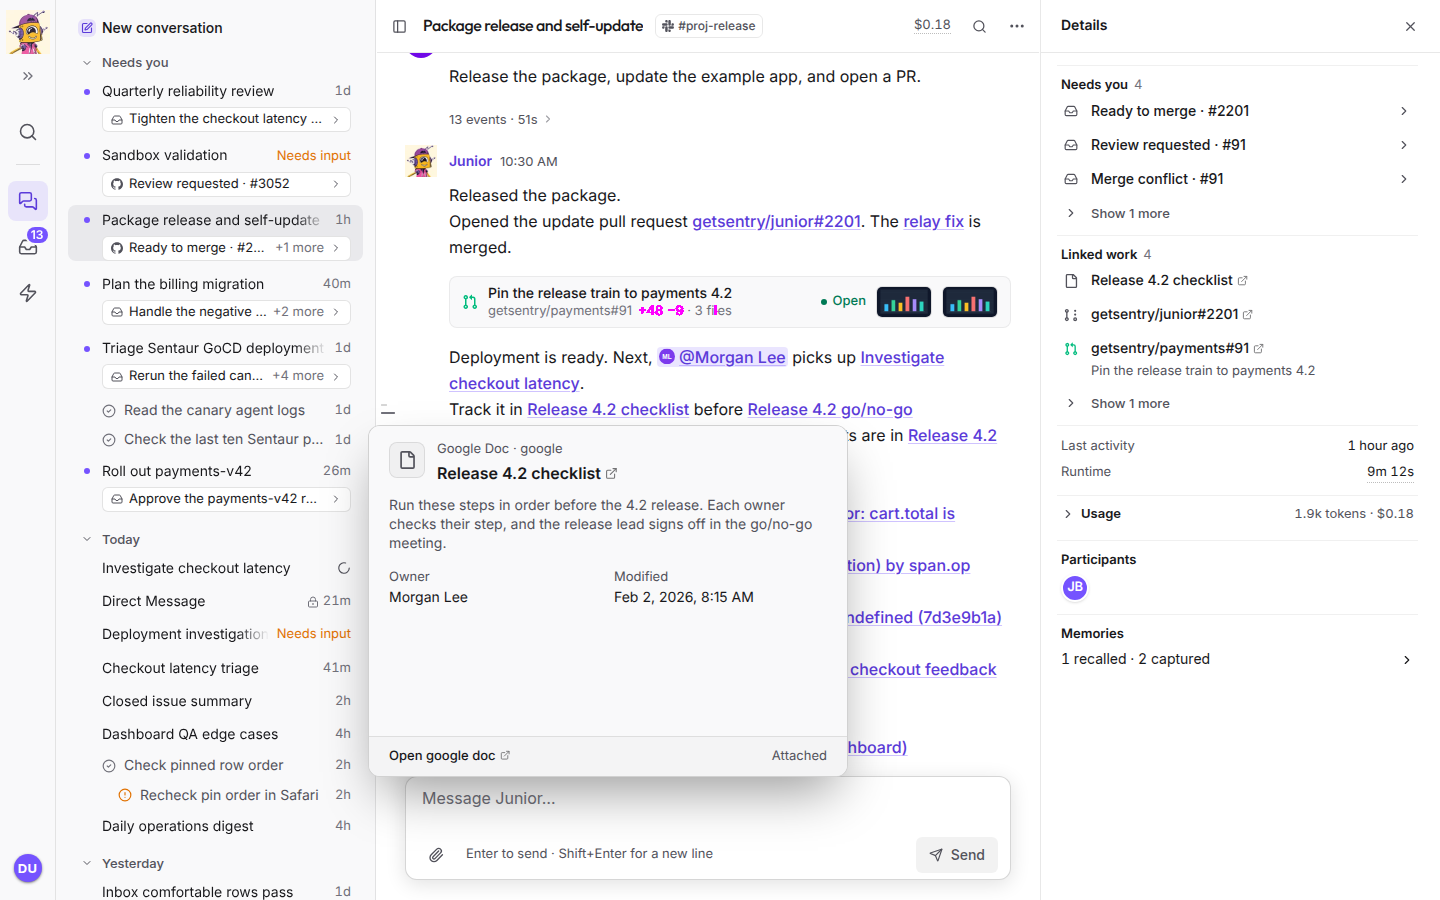 New conversation
Needs you
Quarterly reliability review 1d
Tighten the checkout latency ...
Sandbox validation Needs input
Review requested · #3052
Package release and self-update 1h
Ready to merge · #2... +1 more
Plan the billing migration 40m
Handle the negative ... +2 more
Triage Sentaur GoCD deployment 1d
Rerun the failed can... +4 more
Read the canary agent logs 1d
Check the last ten Sentaur p... 1d
Roll out payments-v42 26m
Approve the payments-v42 r...
Today
Investigate checkout latency
Direct Message 21m
Deployment investigation Needs input
Checkout latency triage 41m
Closed issue summary 2h
Dashboard QA edge cases 4h
Check pinned row order 2h
Recheck pin order in Safari 2h
Daily operations digest 4h
Yesterday
Inbox comfortable rows pass 1d
13
DU
Package release and self-update #proj-release $0.18
Release the package, update the example app, and open a PR.
13 events · 51s
Junior 10:30 AM
Released the package.
Opened the update pull request getsentry/junior#2201. The relay fix is
merged.
Pin the release train to payments 4.2
getsentry/payments#91 +48 −9 · 3 files
Open
Deployment is ready. Next, ML @Morgan Lee picks up Investigate
checkout latency.
Track it in Release 4.2 checklist before Release 4.2 go/no-go
s are in Release 4.2
or: cart.total is
tion) by span.op
ndefined (7d3e9b1a)
checkout feedback
hboard)
Google Doc · google
Release 4.2 checklist
Run these steps in order before the 4.2 release. Each owner
checks their step, and the release lead signs off in the go/no-go
meeting.
Owner Modified
Morgan Lee Feb 2, 2026, 8:15 AM
Open google doc Attached
Message Junior...
Enter to send · Shift+Enter for a new line
Send
Details
Needs you 4
Ready to merge · #2201
Review requested · #91
Merge conflict · #91
Show 1 more
Linked work 4
Release 4.2 checklist
getsentry/junior#2201
getsentry/payments#91
Pin the release train to payments 4.2
Show 1 more
Last activity 1 hour ago
Runtime 9m 12s
Usage 1.9k tokens · $0.18
Participants
JB
Memories
1 recalled · 2 captured